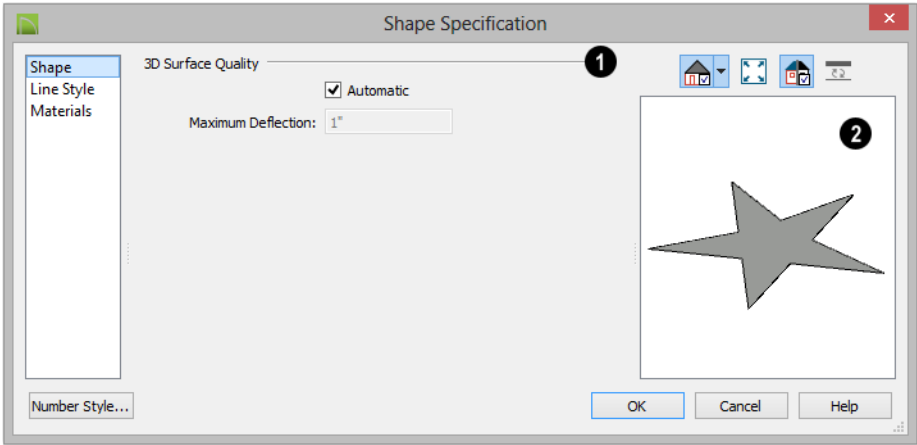 Shape Specification
Shape
Line Style
Materials
3D Surface Quality
1
Automatic
Maximum Deflection: 1"
2
Number Style...
OK
Cancel
Help